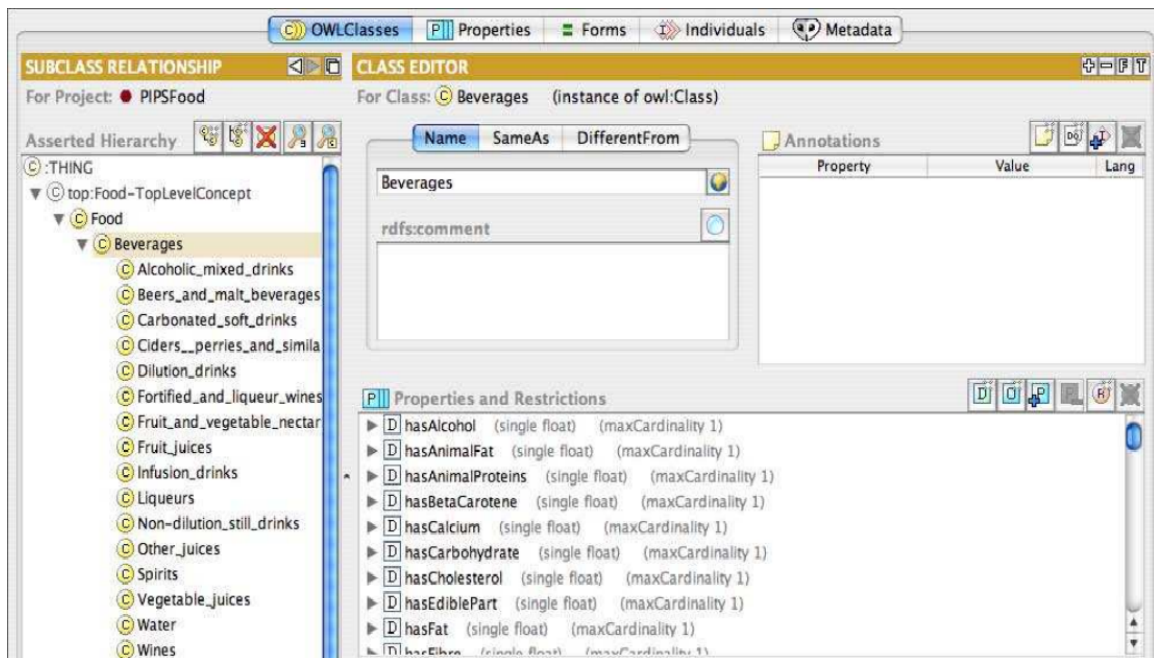 OWLClasses Properties Forms Individuals Metadata
SUBCLASS RELATIONSHIP
For Project: PIPSFood
Asserted Hierarchy
:THING
top:Food-TopLevelConcept
Food
Beverages
Alcoholic_mixed_drinks
Beers_and_malt_beverages
Carbonated_soft_drinks
Ciders__perries_and_simila
Dilution_drinks
Fortified_and_liqueur_wines
Fruit_and_vegetable_nectar
Fruit_juices
Infusion_drinks
Liqueurs
Non-dilution_still_drinks
Other_juices
Spirits
Vegetable_juices
Water
Wines
CLASS EDITOR
For Class: Beverages (instance of owl:Class)
Name SameAs DifferentFrom
Beverages
rdfs:comment
Annotations
Property Value Lang
Properties and Restrictions
D hasAlcohol (single float) (maxCardinality 1)
D hasAnimalFat (single float) (maxCardinality 1)
D hasAnimalProteins (single float) (maxCardinality 1)
D hasBetaCarotene (single float) (maxCardinality 1)
D hasCalcium (single float) (maxCardinality 1)
D hasCarbohydrate (single float) (maxCardinality 1)
D hasCholesterol (single float) (maxCardinality 1)
D hasEdiblePart (single float) (maxCardinality 1)
D hasFat (single float) (maxCardinality 1)
D hasFibre (single float) (maxCardinality 1)